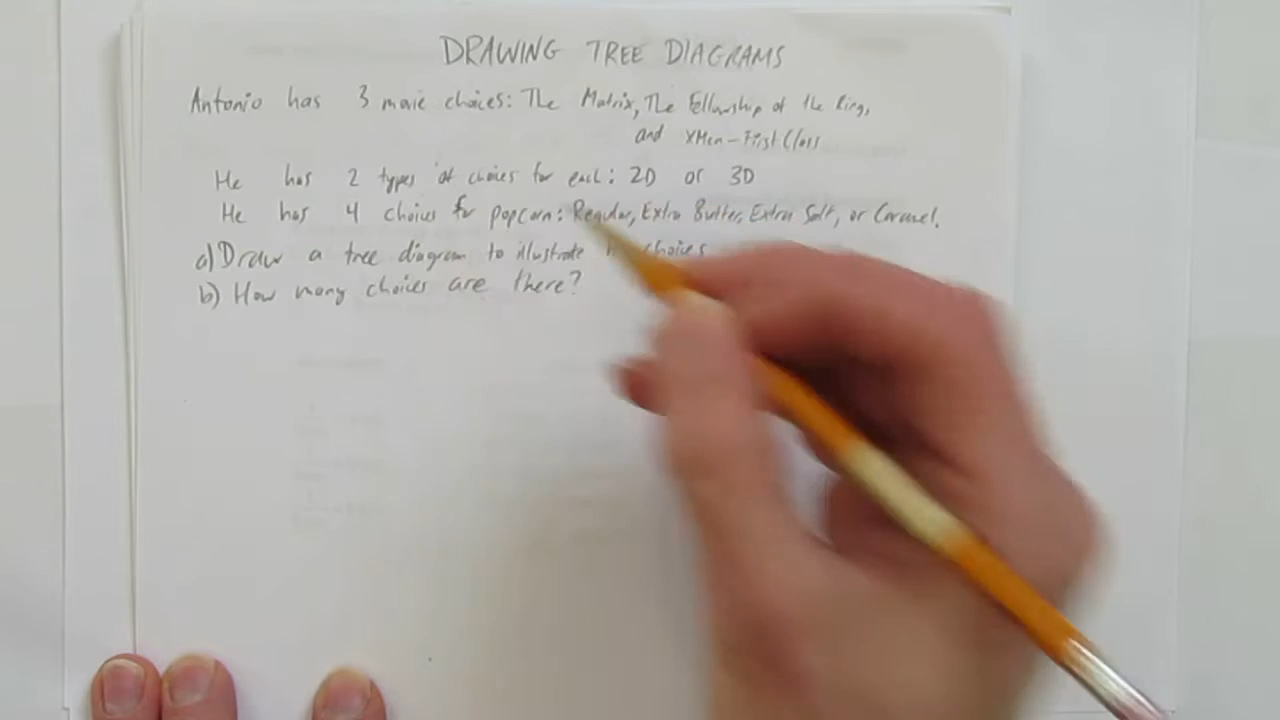 DRAWING TREE DIAGRAMS
Antonio has 3 movie choices: The Matrix, The Fellowship of the Ring,
and XMen-First Class
He has 2 types of choices for each: 2D or 3D
He has 4 choices for popcorn: Regular, Extra Butter, Extra Salt, or Caramel.
a) Draw a tree diagram to illustrate choices
b) How many choices are there?